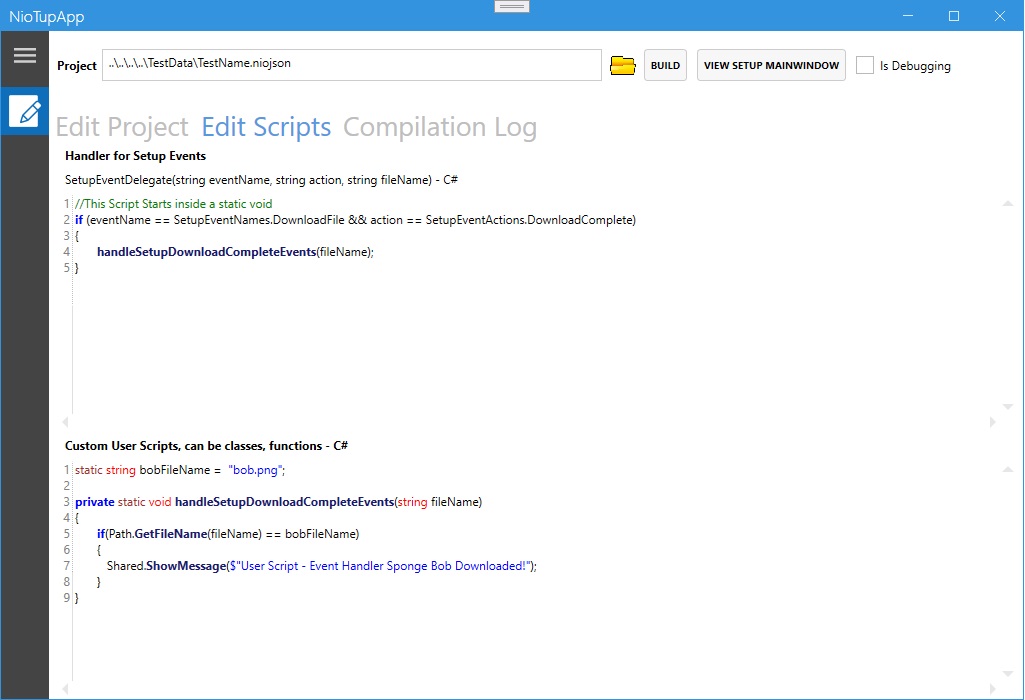 NioTupApp
Project ..\..\..\..\TestData\TestName.niojson BUILD VIEW SETUP MAINWINDOW Is Debugging
Edit Project Edit Scripts Compilation Log
Handler for Setup Events
SetupEventDelegate(string eventName, string action, string fileName) - C#
1 //This Script Starts inside a static void
2 if (eventName == SetupEventNames.DownloadFile && action == SetupEventActions.DownloadComplete)
3 {
4 handleSetupDownloadCompleteEvents(fileName);
5 }
Custom User Scripts, can be classes, functions - C#
1 static string bobFileName = "bob.png";
2
3 private static void handleSetupDownloadCompleteEvents(string fileName)
4 {
5 if(Path.GetFileName(fileName) == bobFileName)
6 {
7 Shared.ShowMessage($"User Script - Event Handler Sponge Bob Downloaded!");
8 }
9 }